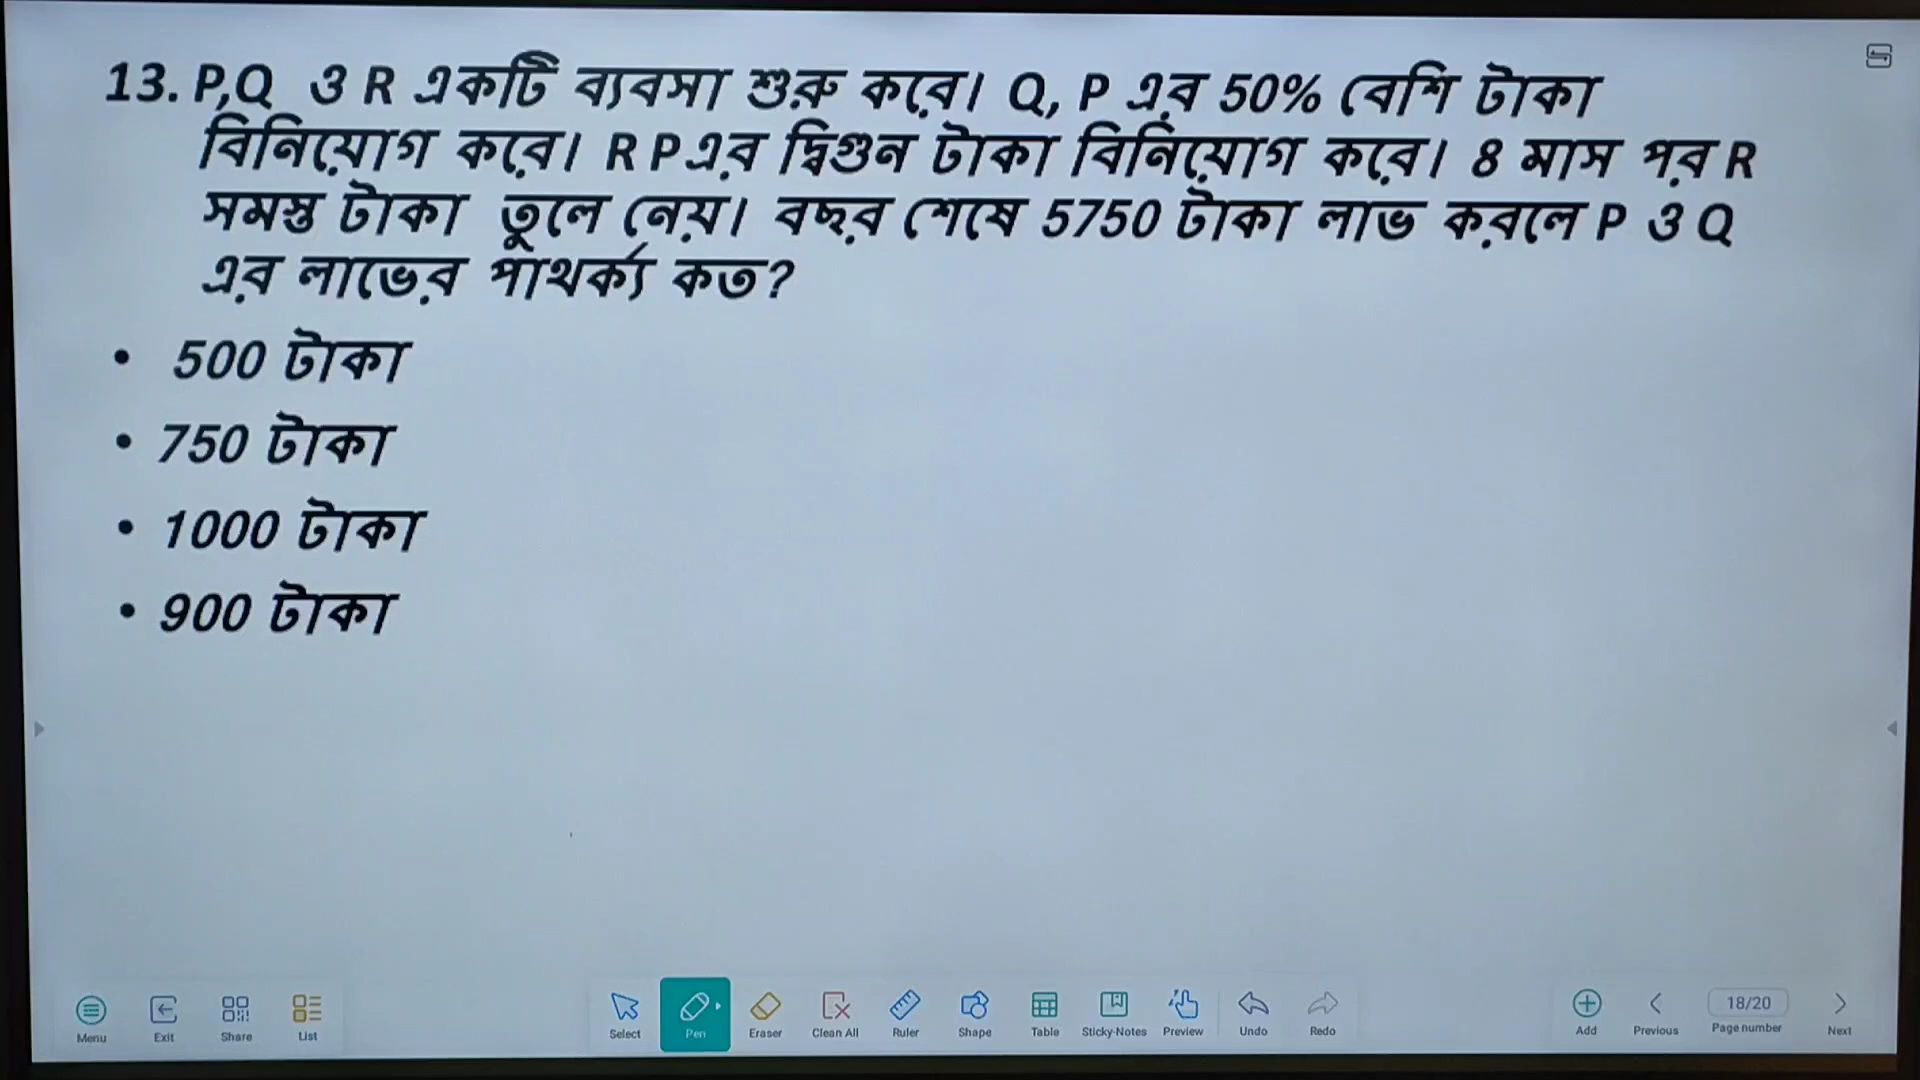 13. P,Q ও R একটি ব্যবসা শুরু করে। Q, P এর 50% বেশি টাকা
বিনিয়োগ করে। R P এর দ্বিগুন টাকা বিনিয়োগ করে। 8 মাস পর R
সমস্ত টাকা তুলে নেয়। বছর শেষে 5750 টাকা লাভ করলে P ও Q
এর লাভের পাথর্ক্য কত?
• 500 টাকা
• 750 টাকা
• 1000 টাকা
• 900 টাকা
Menu Exit Share List Select Pen Eraser Clean All Ruler Shape Table Sticky-Notes Preview Undo Redo Add Previous 18/20 Page number Next